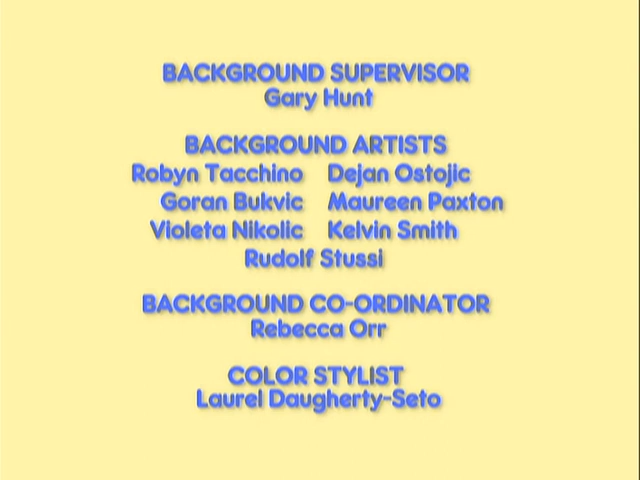 BACKGROUND SUPERVISOR
Gary Hunt
BACKGROUND ARTISTS
Robyn Tacchino Dejan Ostojic
Goran Bukvic Maureen Paxton
Violeta Nikolic Kelvin Smith
Rudolf Stussi
BACKGROUND CO-ORDINATOR
Rebecca Orr
COLOR STYLIST
Laurel Daugherty-Seto